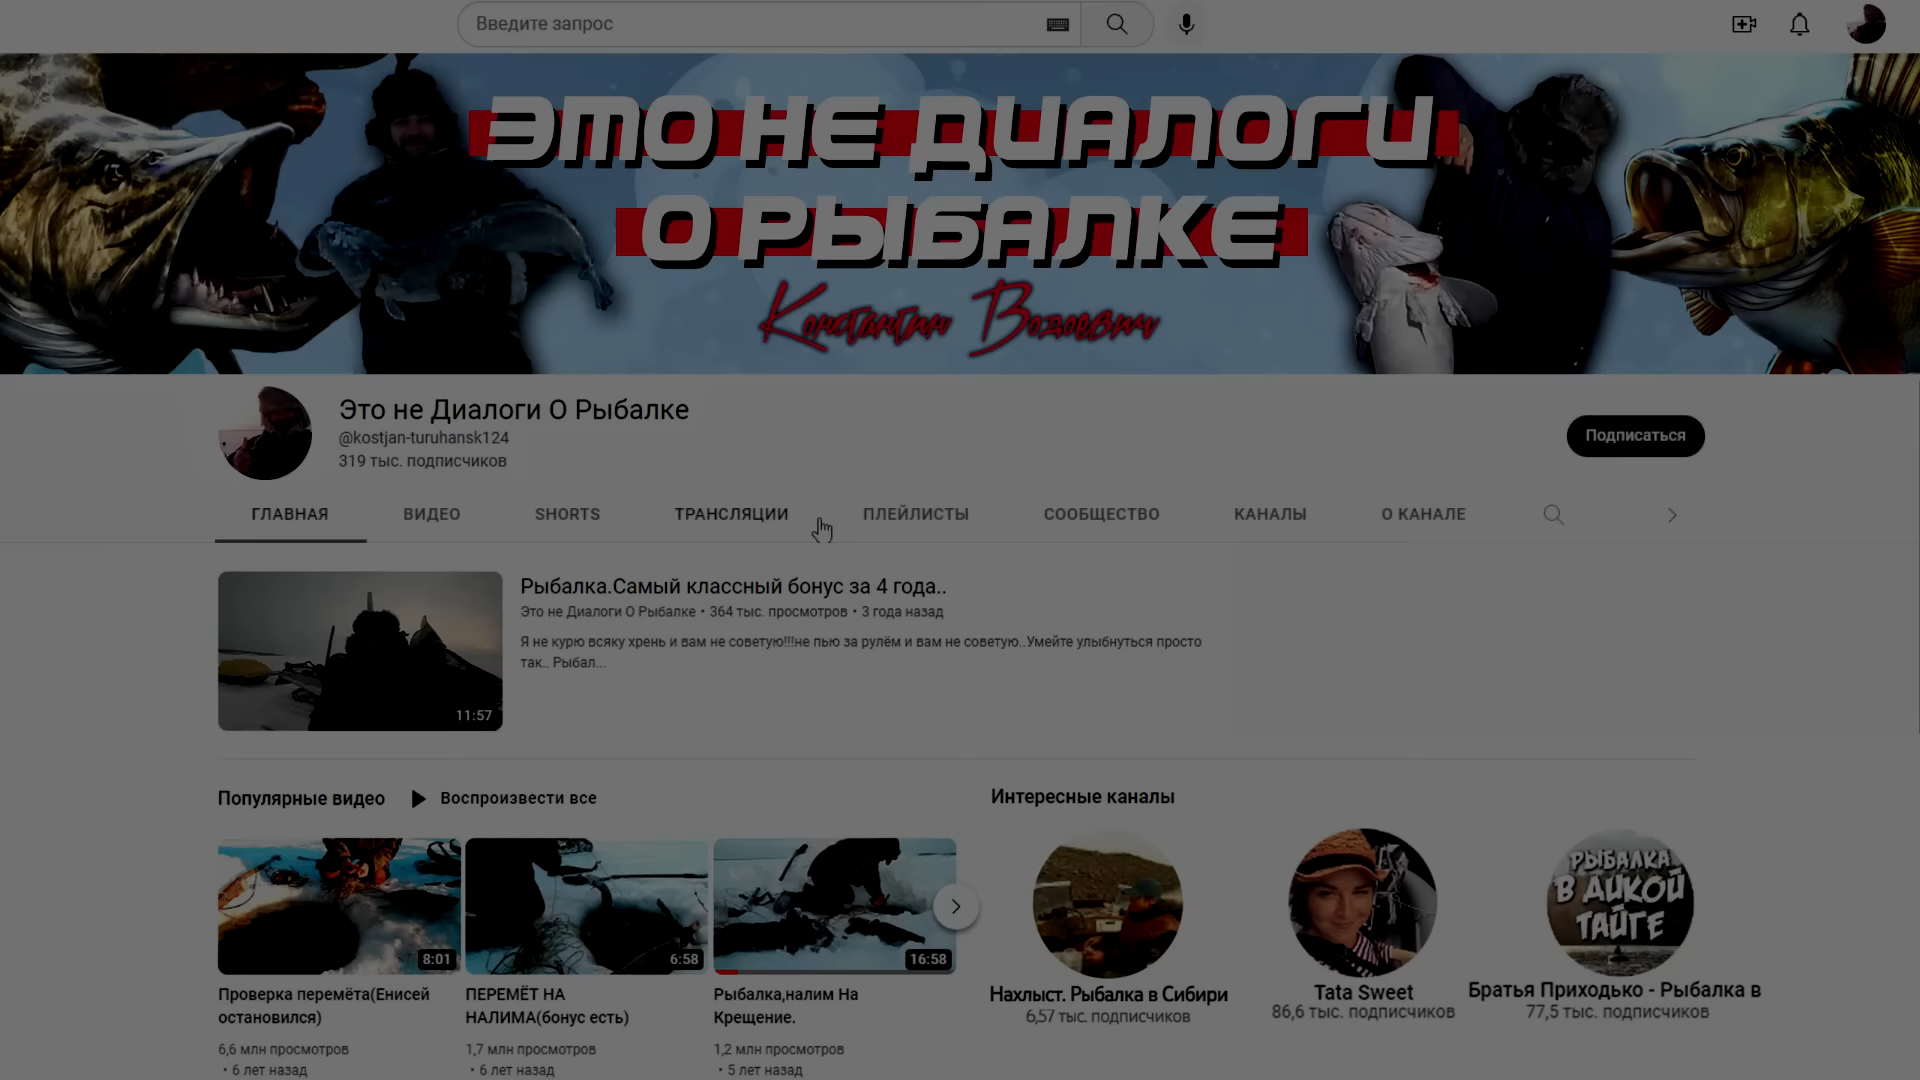 Введите запрос
ЭТО НЕ ДИАЛОГИ
О РЫБАЛКЕ
Константин Водоевич
Это не Диалоги О Рыбалке
@kostjan-turuhansk124
319 тыс. подписчиков
Подписаться
ГЛАВНАЯ ВИДЕО SHORTS ТРАНСЛЯЦИИ ПЛЕЙЛИСТЫ СООБЩЕСТВО КАНАЛЫ О КАНАЛЕ
11:57
Рыбалка.Самый классный бонус за 4 года..
Это не Диалоги О Рыбалке • 364 тыс. просмотров • 3 года назад
Я не курю всяку хрень и вам не советую!!!не пью за рулём и вам не советую..Умейте улыбнуться просто
так.. Рыбал...
Популярные видео Воспроизвести все
8:01
Проверка перемёта(Енисей
остановился)
6,6 млн просмотров
• 6 лет назад
6:58
ПЕРЕМЁТ НА
НАЛИМА(бонус есть)
1,7 млн просмотров
• 6 лет назад
16:58
Рыбалка,налим На
Крещение.
1,2 млн просмотров
• 5 лет назад
Интересные каналы
Нахлыст. Рыбалка в Сибири
6,57 тыс. подписчиков
Tata Sweet
86,6 тыс. подписчиков
РЫБАЛКА
В ДИКОЙ
ТАЙГЕ
Братья Приходько - Рыбалка в
77,5 тыс. подписчиков